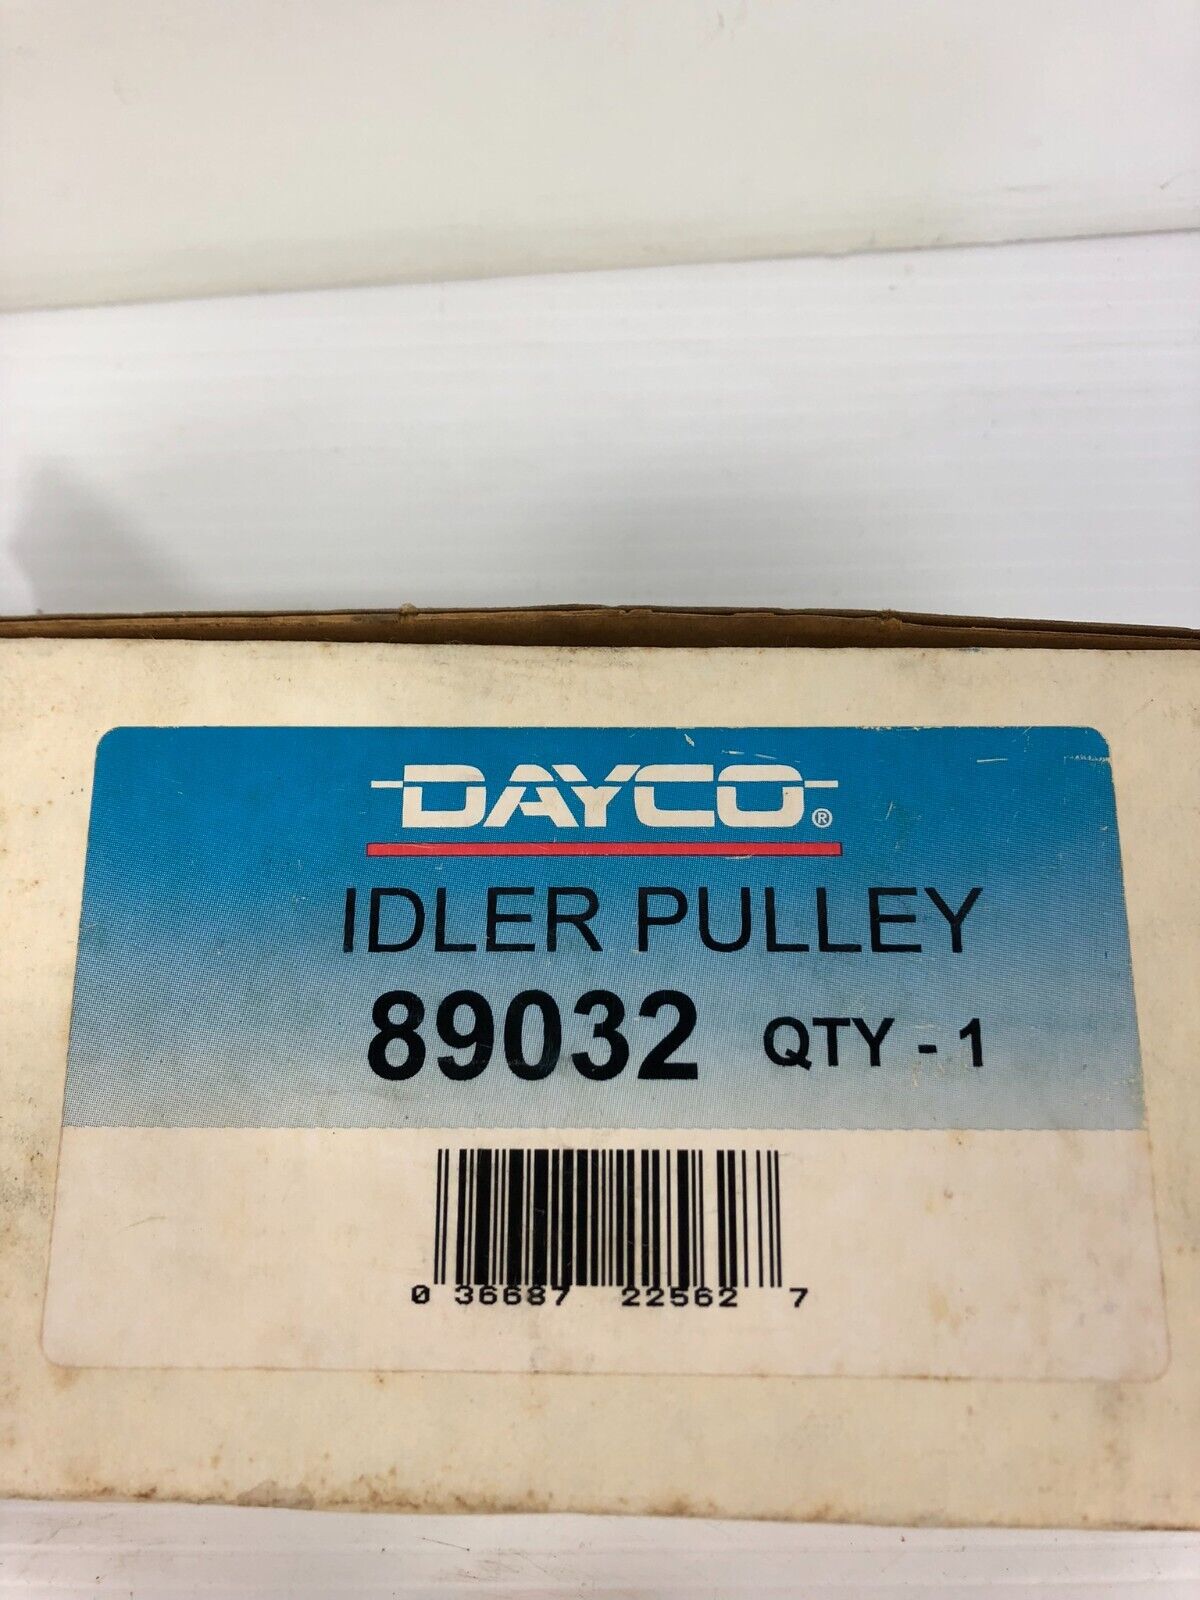 DAYCO®
IDLER PULLEY
89032 QTY - 1
0 36687 22562 7